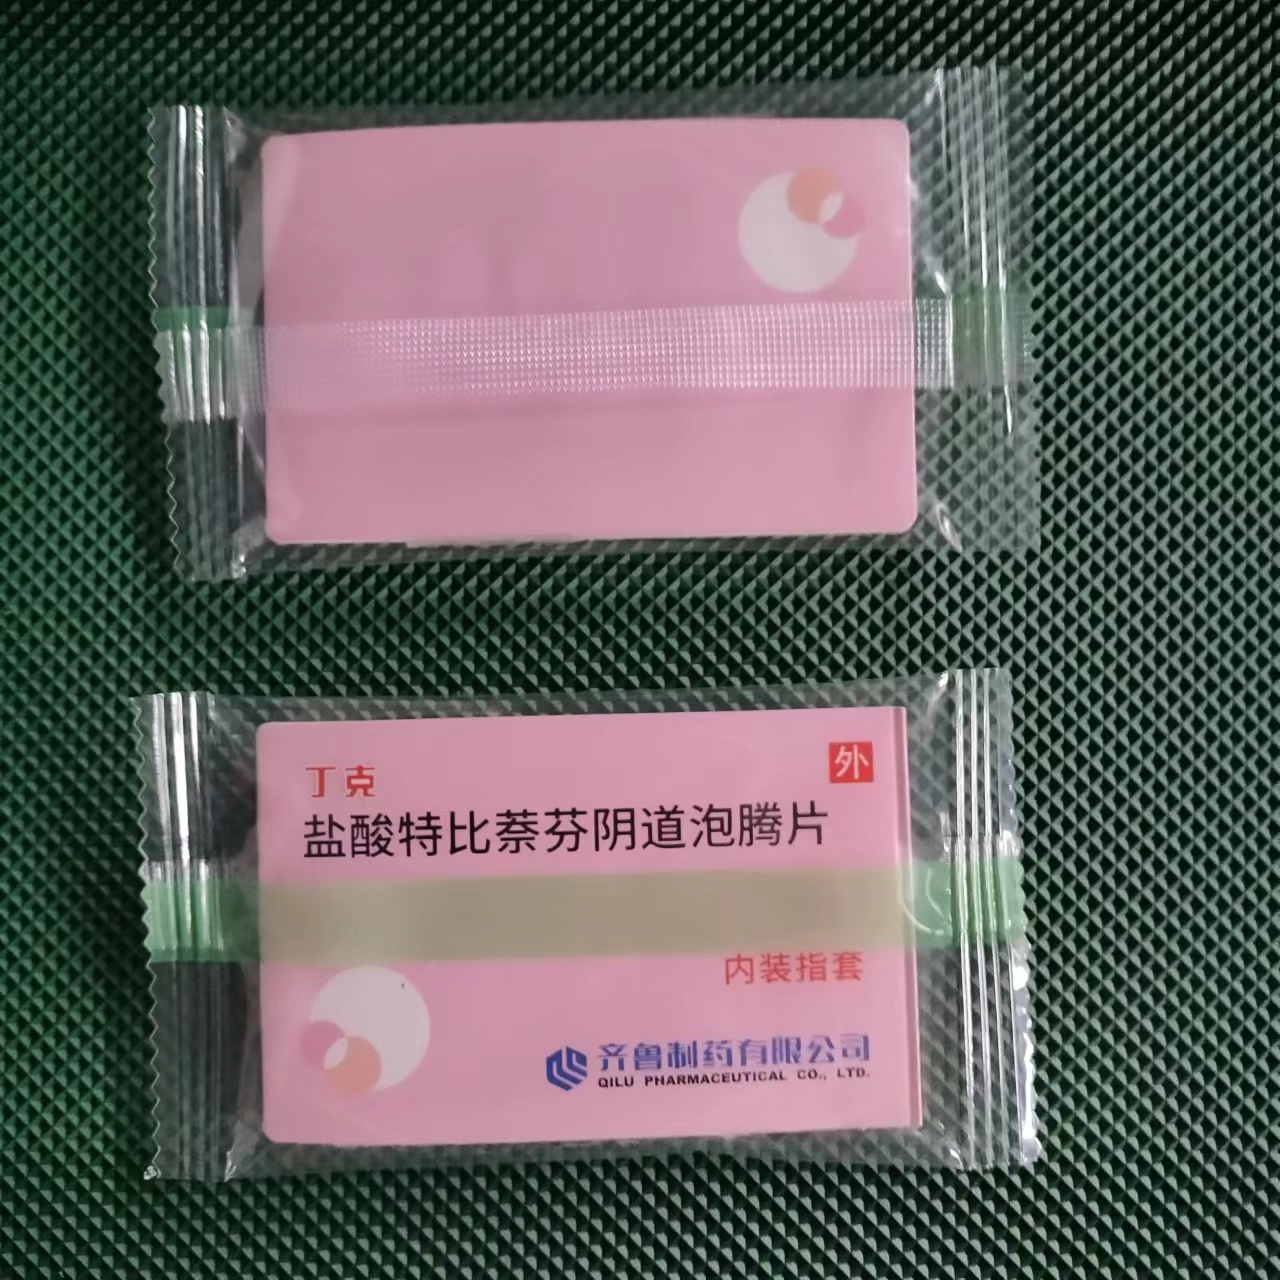 丁克
外
盐酸特比萘芬阴道泡腾片
内装指套
齐鲁制药有限公司
QILU PHARMACEUTICAL CO., LTD.